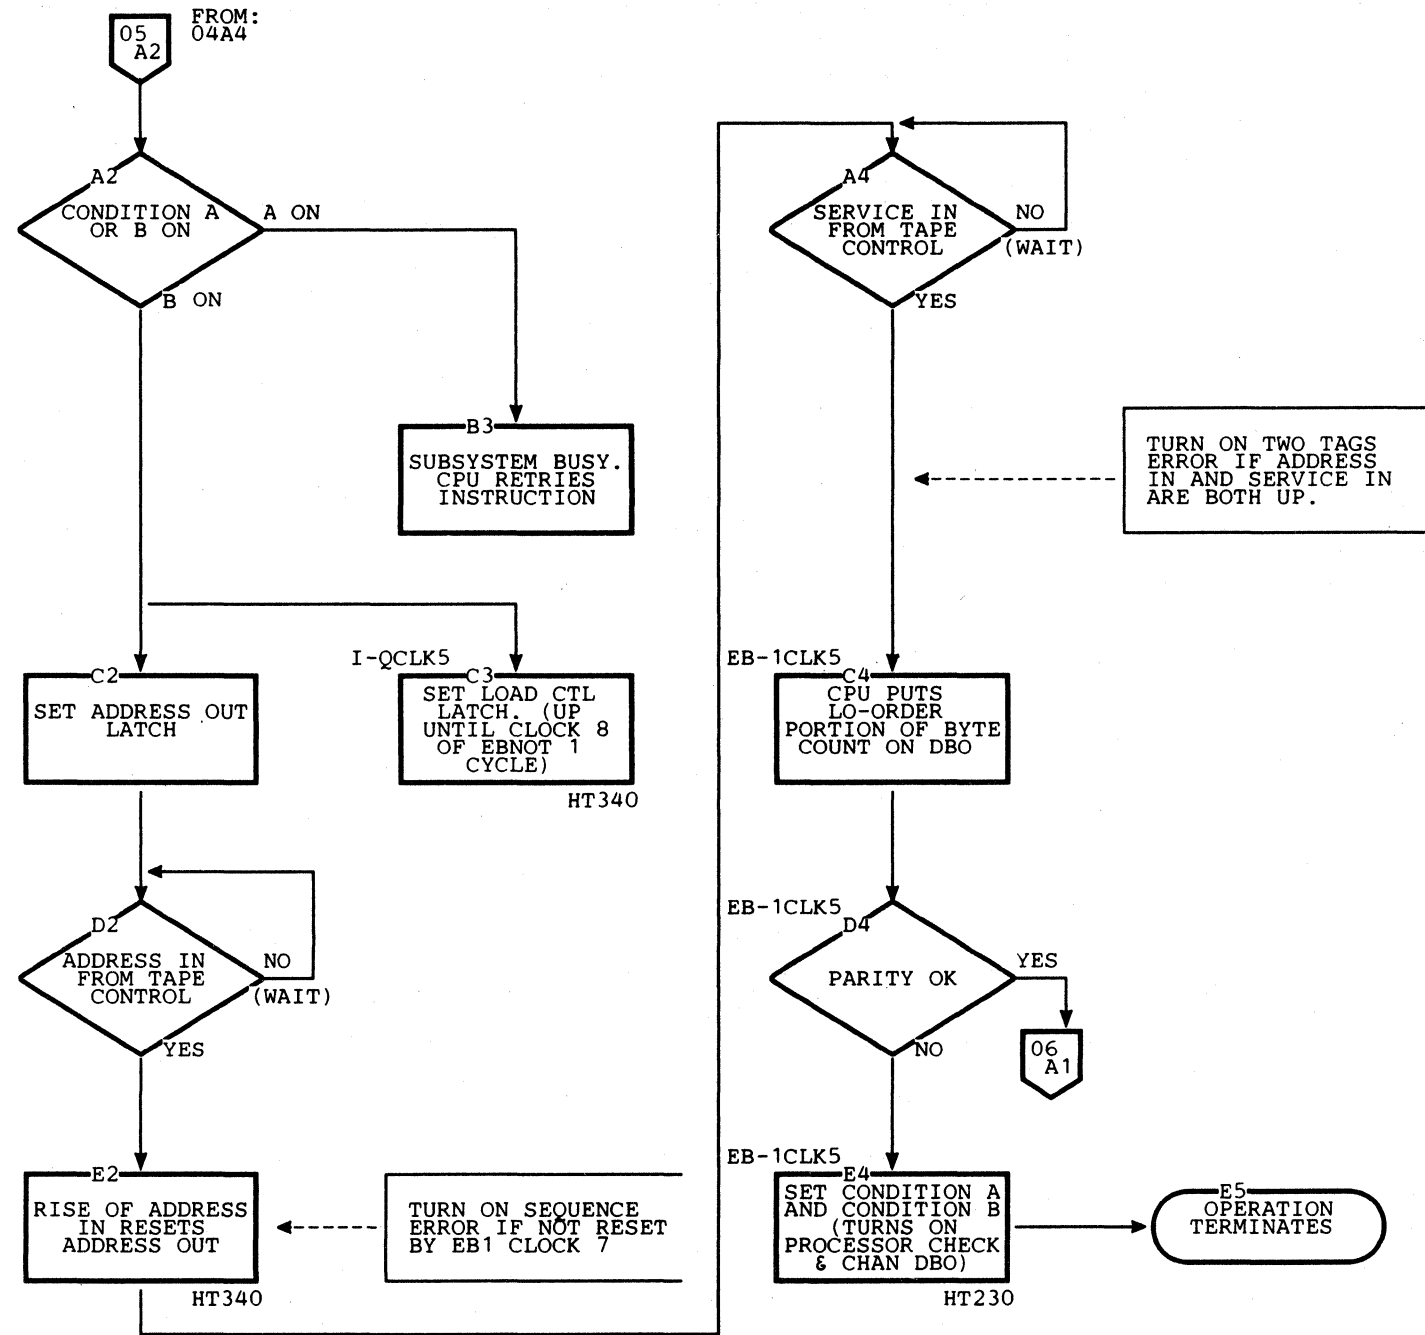 FROM:
04A4
05
A2
A2
CONDITION A
OR B ON
A ON
B ON
B3
SUBSYSTEM BUSY.
CPU RETRIES
INSTRUCTION
C2
SET ADDRESS OUT
LATCH
I-QCLK5
C3
SET LOAD CTL
LATCH. (UP
UNTIL CLOCK 8
OF EBNOT 1
CYCLE)
HT340
D2
ADDRESS IN
FROM TAPE
CONTROL
NO
(WAIT)
YES
E2
RISE OF ADDRESS
IN RESETS
ADDRESS OUT
HT340
TURN ON SEQUENCE
ERROR IF NOT RESET
BY EB1 CLOCK 7
A4
SERVICE IN
FROM TAPE
CONTROL
NO
(WAIT)
YES
TURN ON TWO TAGS
ERROR IF ADDRESS
IN AND SERVICE IN
ARE BOTH UP.
EB-1CLK5
C4
CPU PUTS
LO-ORDER
PORTION OF BYTE
COUNT ON DBO
EB-1CLK5
D4
PARITY OK
YES
NO
06
A1
EB-1CLK5
E4
SET CONDITION A
AND CONDITION B
(TURNS ON
PROCESSOR CHECK
& CHAN DBO)
HT230
E5
OPERATION
TERMINATES